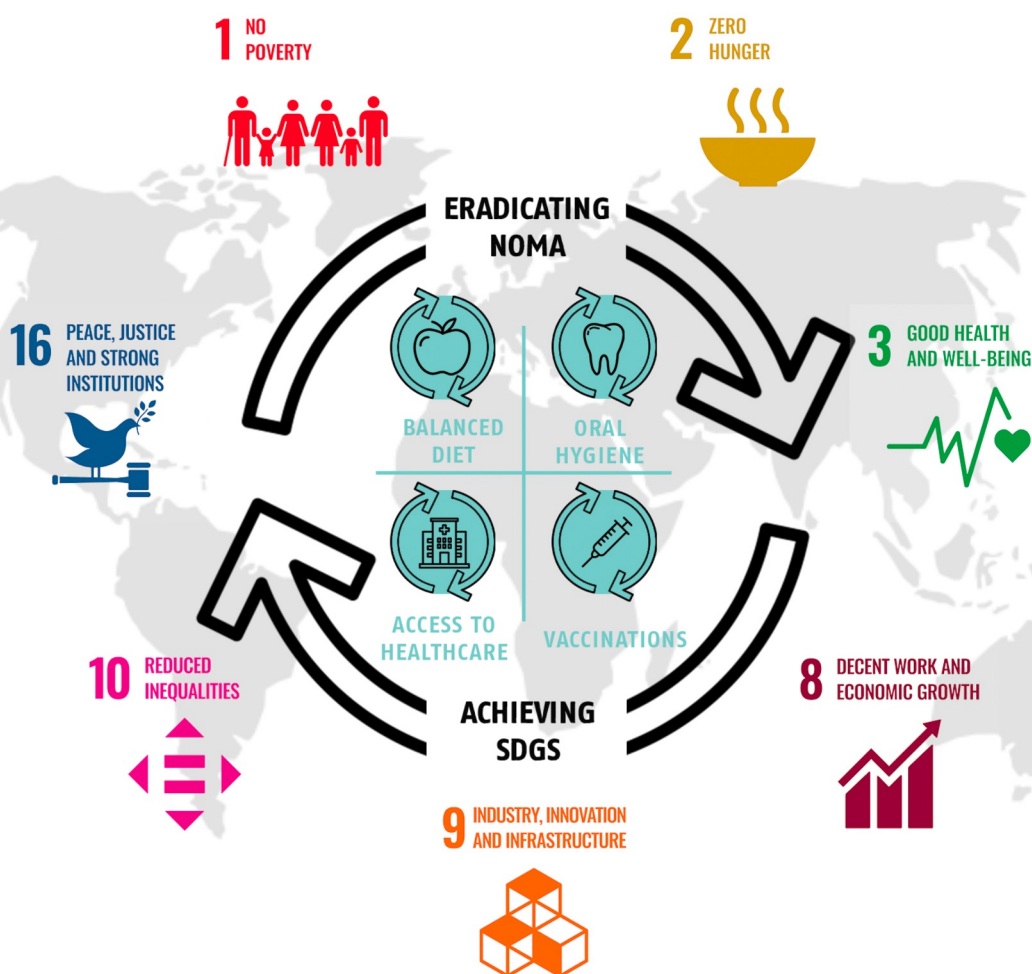 1 NO
POVERTY
2 ZERO
HUNGER
ERADICATING
NOMA
16 PEACE, JUSTICE
AND STRONG
INSTITUTIONS
3 GOOD HEALTH
AND WELL-BEING
BALANCED
DIET
ORAL
HYGIENE
ACCESS TO
HEALTHCARE
VACCINATIONS
10 REDUCED
INEQUALITIES
8 DECENT WORK AND
ECONOMIC GROWTH
ACHIEVING
SDGS
9 INDUSTRY, INNOVATION
AND INFRASTRUCTURE